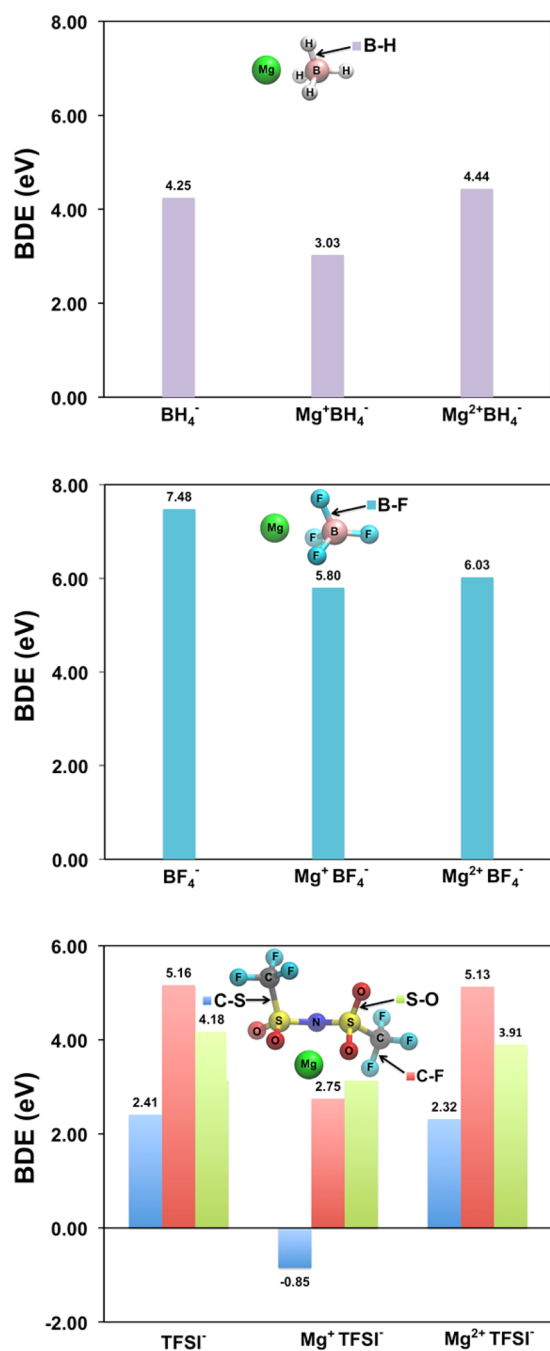 8.00
B-H
H
Mg
H
B
H
H
6.00
4.25
4.44
4.00
3.03
BDE (eV)
2.00
0.00
BH₄⁻
Mg⁺BH₄⁻
Mg²⁺BH₄⁻
8.00
7.48
F
B-F
Mg
F
B
F
F
6.00
5.80
6.03
4.00
BDE (eV)
2.00
0.00
BF₄⁻
Mg⁺ BF₄⁻
Mg²⁺ BF₄⁻
6.00
5.16
5.13
F
F
C
F
C-S
O
S-O
S
N
S
F
O
O
C
F
O
F
4.18
3.91
4.00
Mg
C-F
2.75
2.41
2.32
2.00
BDE (eV)
0.00
-0.85
-2.00
TFSI⁻
Mg⁺ TFSI⁻
Mg²⁺ TFSI⁻